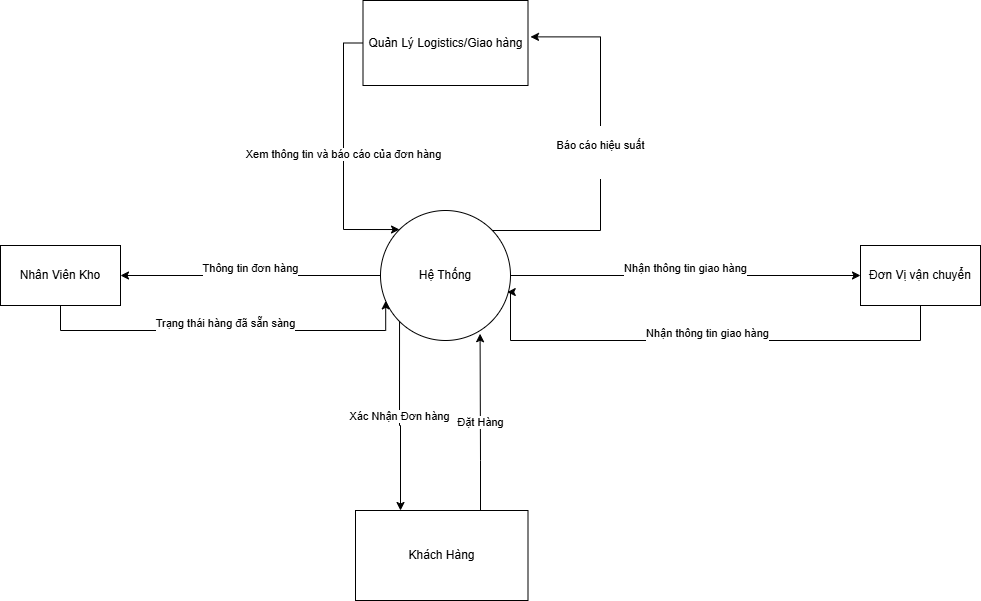 Quản Lý Logistics/Giao hàng
Báo cáo hiệu suất
Xem thông tin và báo cáo của đơn hàng
Nhân Viên Kho
Thông tin đơn hàng
Hệ Thống
Nhận thông tin giao hàng
Đơn Vị vận chuyển
Trạng thái hàng đã sẵn sàng
Nhận thông tin giao hàng
Xác Nhận Đơn hàng
Đặt Hàng
Khách Hàng